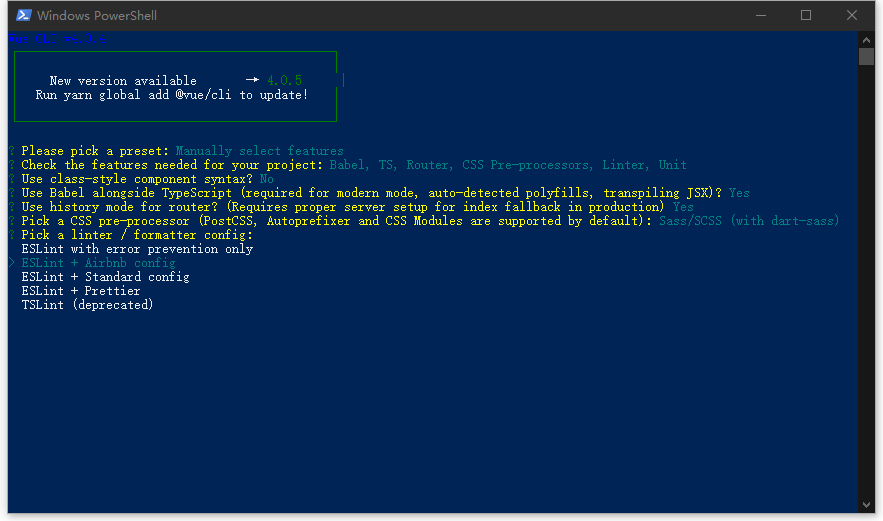 Windows PowerShell
Vue CLI
New version available → 4.0.5
Run yarn global add @vue/cli to update!
? Please pick a preset: Manually select features
? Check the features needed for your project: Babel, TS, Router, CSS Pre-processors, Linter, Unit
? Use class-style component syntax? No
? Use Babel alongside TypeScript (required for modern mode, auto-detected polyfills, transpiling JSX)? Yes
? Use history mode for router? (Requires proper server setup for index fallback in production) Yes
? Pick a CSS pre-processor (PostCSS, Autoprefixer and CSS Modules are supported by default): Sass/SCSS (with dart-sass)
? Pick a linter / formatter config:
ESLint with error prevention only
> ESLint + Airbnb config
ESLint + Standard config
ESLint + Prettier
TSLint (deprecated)